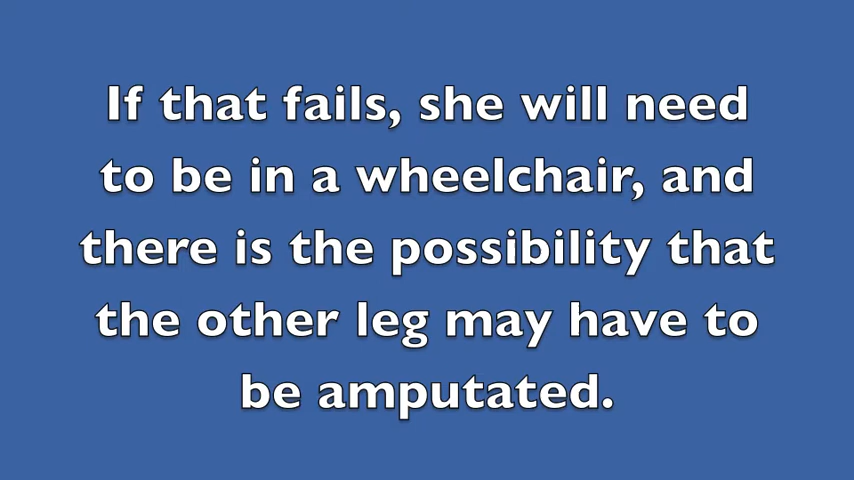 If that fails, she will need
to be in a wheelchair, and
there is the possibility that
the other leg may have to
be amputated.